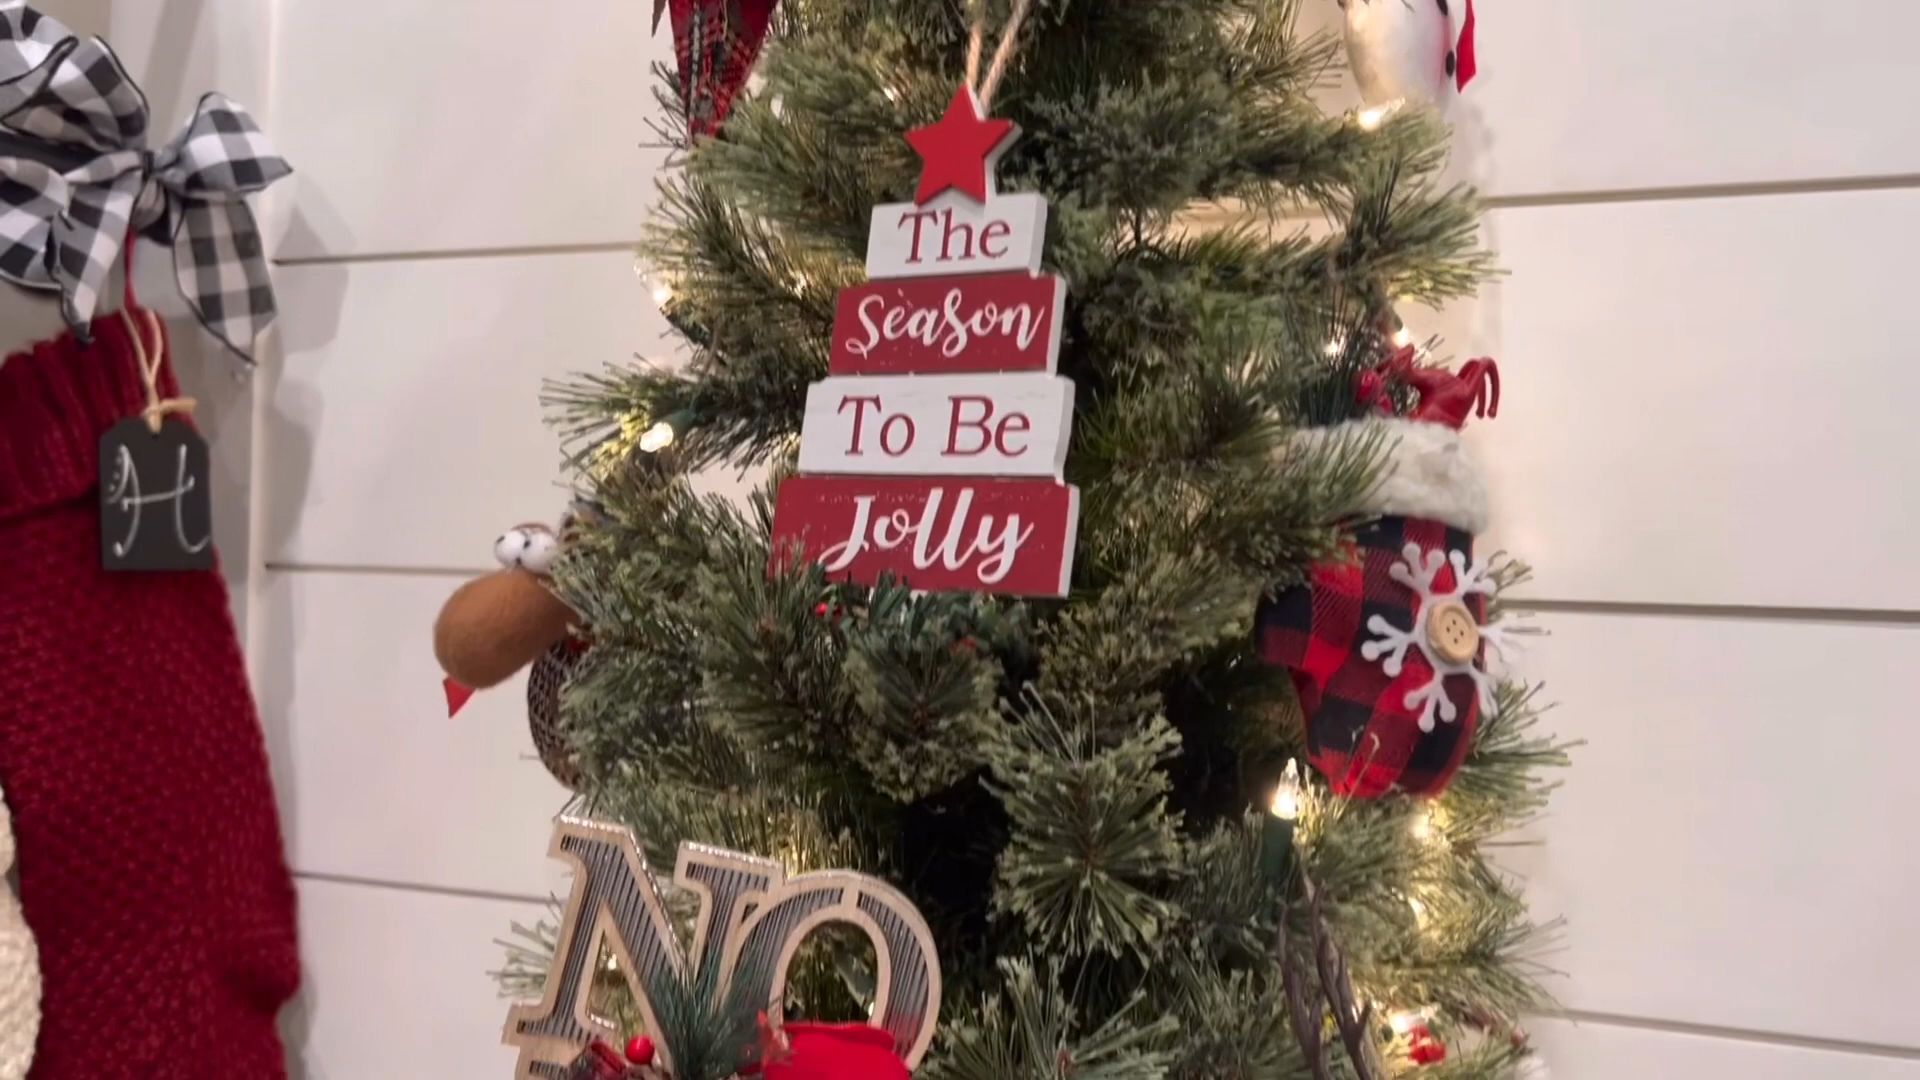 The
Season
To Be
Jolly
H
NO